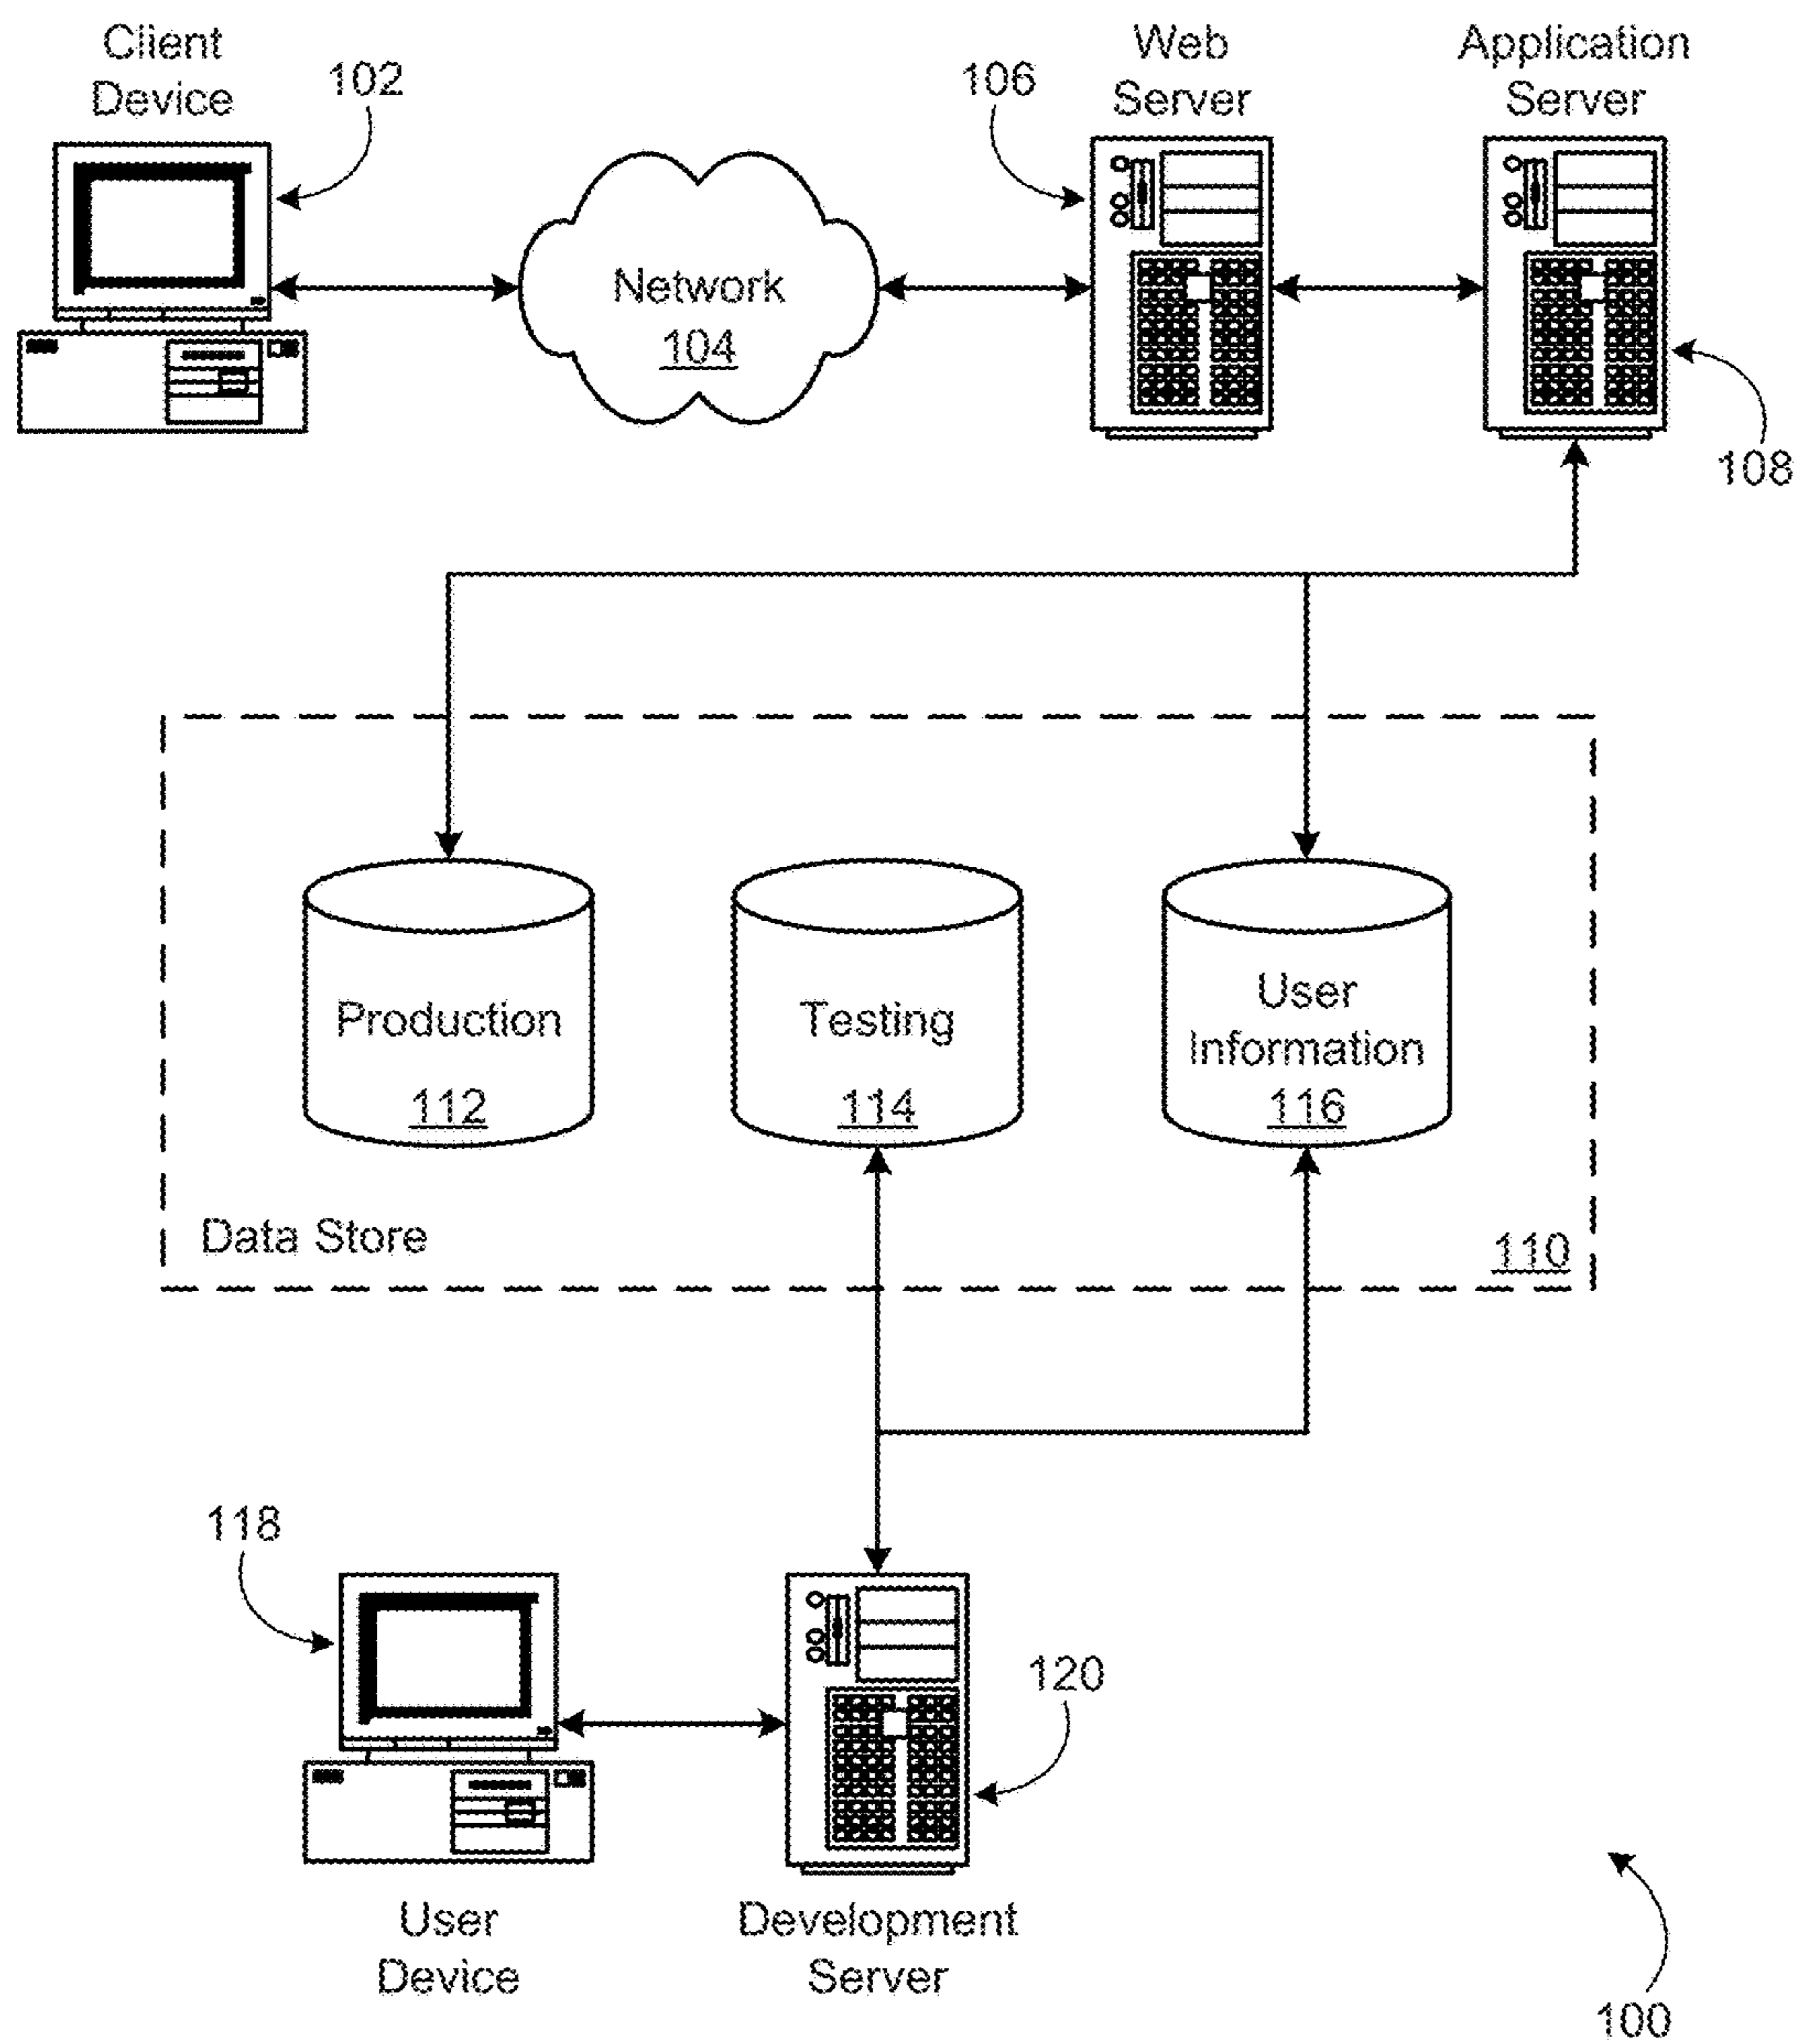 Client
Device
102
Web
Server
106
Application
Server
108
Network
104
Production
112
Testing
114
User
Information
116
Data Store
110
118
User
Device
120
Development
Server
100